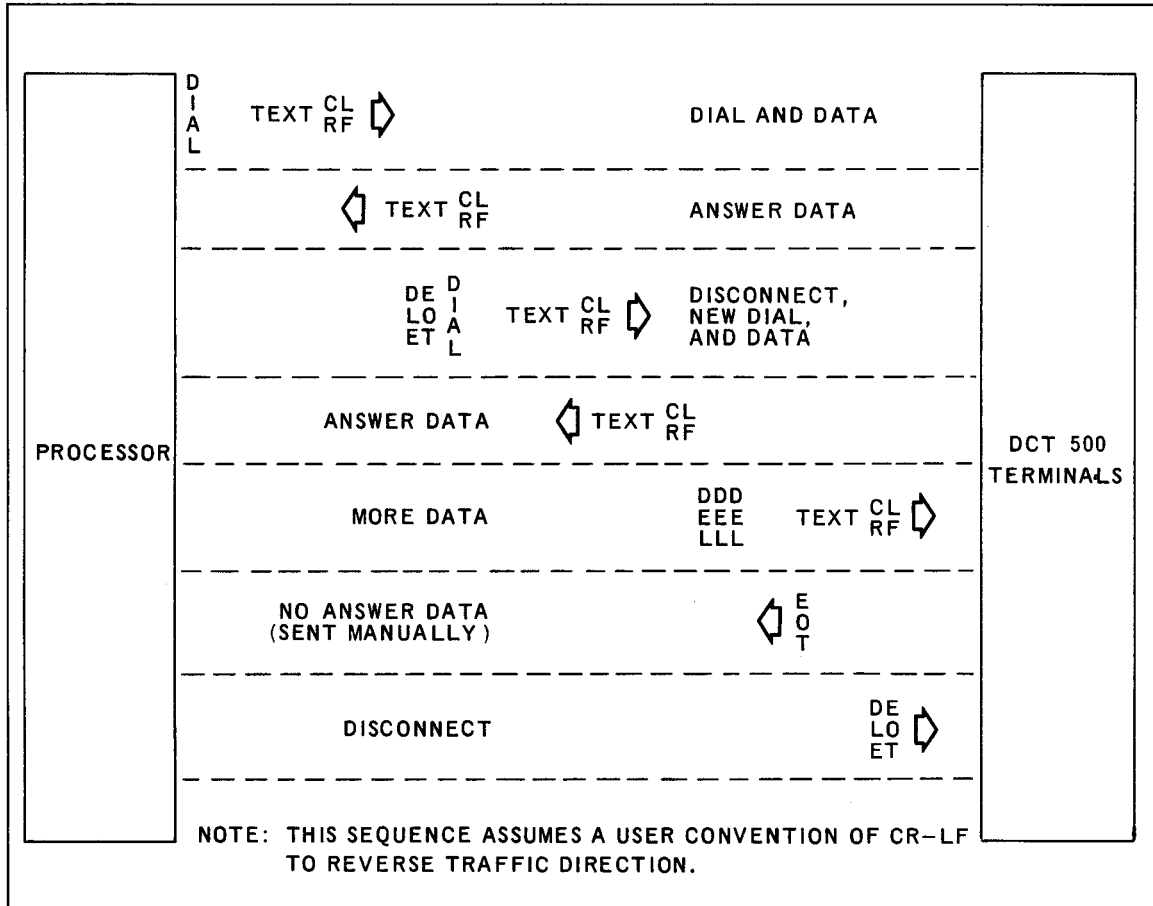 D
I
A
L
TEXT CL
RF
DIAL AND DATA
TEXT CL
RF
ANSWER DATA
DE
LO
ET
D
I
A
L
TEXT CL
RF
DISCONNECT,
NEW DIAL,
AND DATA
ANSWER DATA
TEXT CL
RF
PROCESSOR
DCT 500
TERMINALS
MORE DATA
DDD
EEE
LLL
TEXT CL
RF
NO ANSWER DATA
(SENT MANUALLY)
E
O
T
DISCONNECT
DE
LO
ET
NOTE: THIS SEQUENCE ASSUMES A USER CONVENTION OF CR-LF
TO REVERSE TRAFFIC DIRECTION.